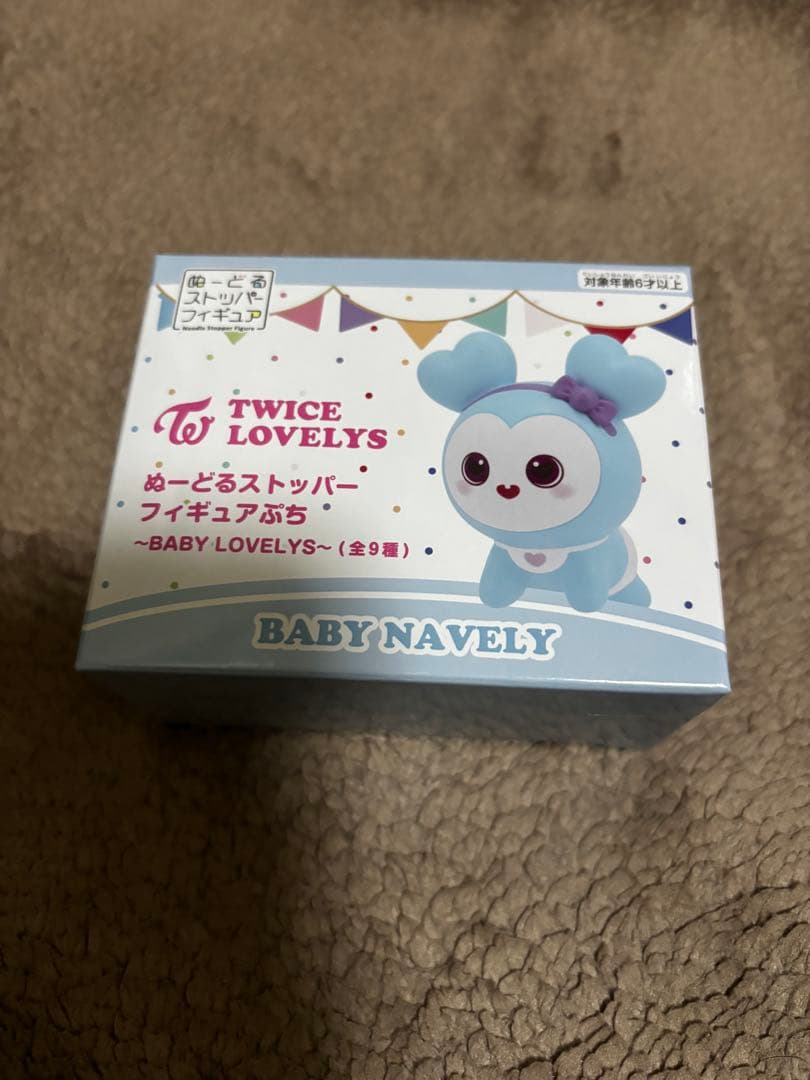 ぬーどる
ストッパー
フィギュア
Noodle Stopper Figure
対象年齢6才以上
TWICE
LOVELYS
ぬーどるストッパー
フィギュアぷち
~BABY LOVELYS~ (全9種)
BABY NAVELY